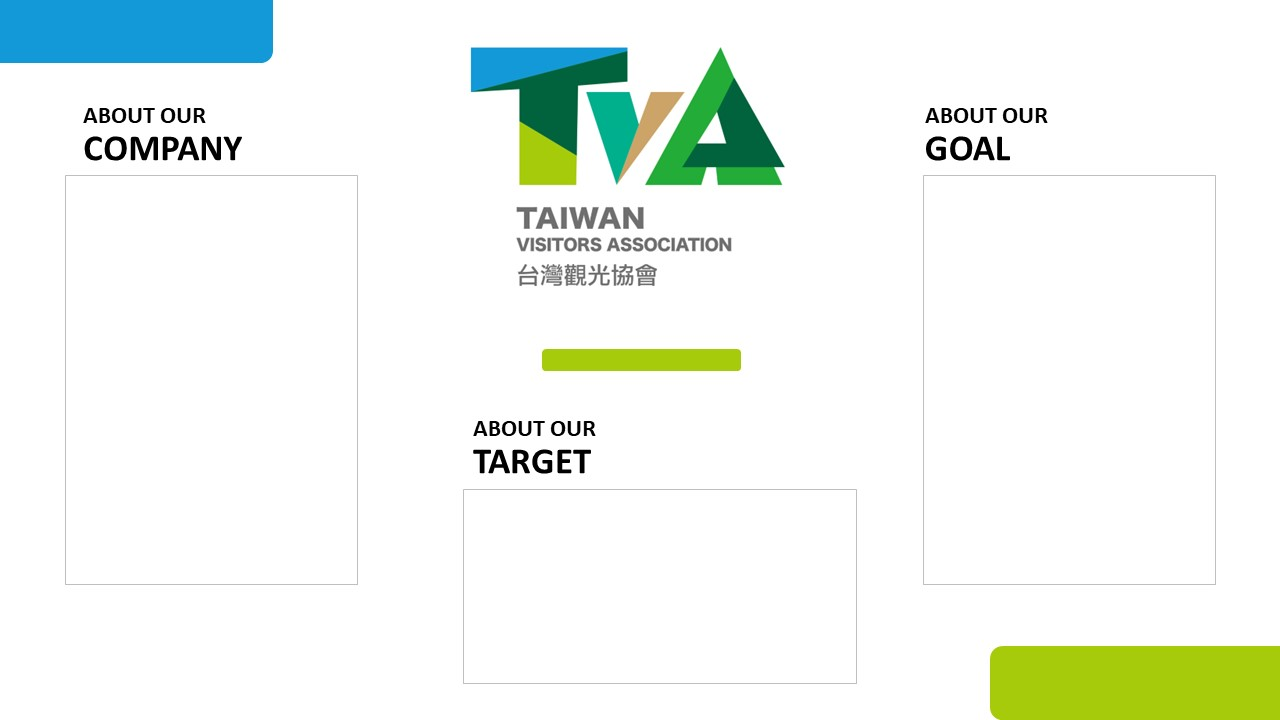 ABOUT OUR
COMPANY
TVA
TAIWAN
VISITORS ASSOCIATION
台灣觀光協會
ABOUT OUR
TARGET
ABOUT OUR
GOAL